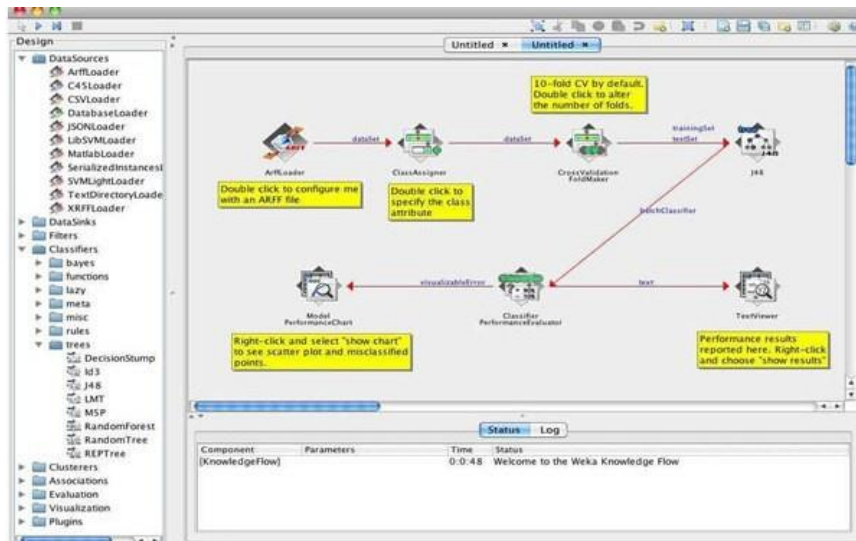 Design
DataSources
ArffLoader
C45Loader
CSVLoader
DatabaseLoader
JSONLoader
LibSVMLoader
MatlabLoader
SerializedInstancesL
SVMLightLoader
TextDirectoryLoade
XRFFLoader
DataSinks
Filters
Classifiers
bayes
functions
lazy
meta
misc
rules
trees
DecisionStump
Id3
J48
LMT
M5P
RandomForest
RandomTree
REPTree
Clusterers
Associations
Evaluation
Visualization
Plugins
Untitled Untitled
10-fold CV by default.
Double click to alter
the number of folds.
dataSet dataSet trainingSet
testSet
ArffLoader ClassAssigner CrossValidation
FoldMaker J48
Double click to configure me
with an ARFF file
Double click to
specify the class
attribute
batchClassifier
visualizableError text
Model
PerformanceChart
Classifier
PerformanceEvaluator
TextViewer
Right-click and select "show chart"
to see scatter plot and misclassified
points.
Performance results
reported here. Right-click
and choose "show results"
Status Log
Component Parameters Time Status
[KnowledgeFlow] 0:0:48 Welcome to the Weka Knowledge Flow